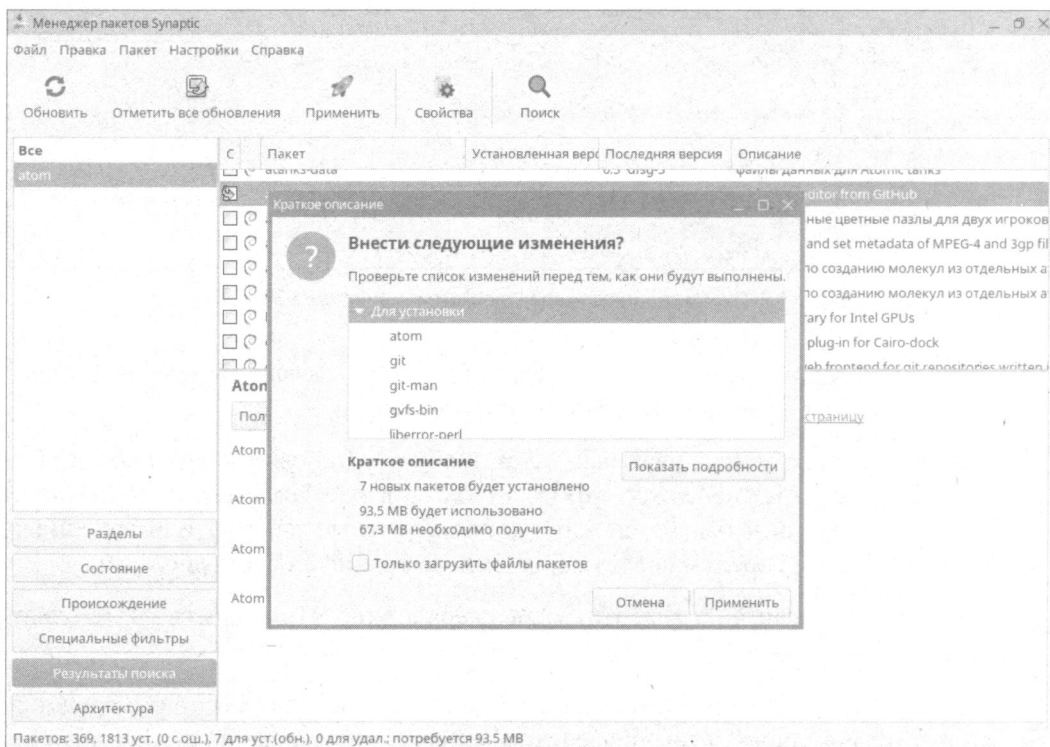 Менеджер пакетов Synaptic
Файл Правка Пакет Настройки Справка
Обновить Отметить все обновления Применить Свойства Поиск
Все
atom
С Пакет Установленная верс Последняя версия Описание
atanks-data 6.5~dfsg-5 файлы данных для Atomic tanks
editor from GitHub
ные цветные пазлы для двух игроков
and set metadata of MPEG-4 and 3gp fil
по созданию молекул из отдельных а
по созданию молекул из отдельных а
rary for Intel GPUs
plug-in for Cairo-dock
web frontend for git repositories written i
Краткое описание
Внести следующие изменения?
Проверьте список изменений перед тем, как они будут выполнены.
Для установки
atom
git
git-man
gvfs-bin
liberror-perl
Краткое описание
Показать подробности
7 новых пакетов будет установлено
93,5 MB будет использовано
67,3 MB необходимо получить
Только загрузить файлы пакетов
Отмена Применить
Aton
Пол
страницу
Atom
Atom
Atom
Atom
Разделы
Состояние
Происхождение
Специальные фильтры
Результаты поиска
Архитектура
Пакетов: 369, 1813 уст. (0 с ош.), 7 для уст.(обн.), 0 для удал.; потребуется 93.5 MB